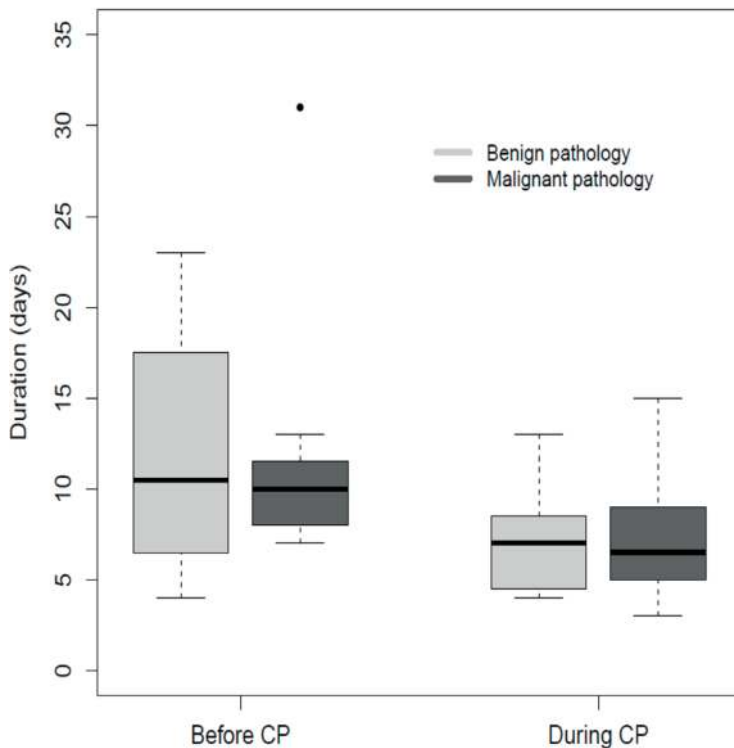 Duration (days)
35
30
25
20
15
10
5
0
Benign pathology
Malignant pathology
Before CP
During CP